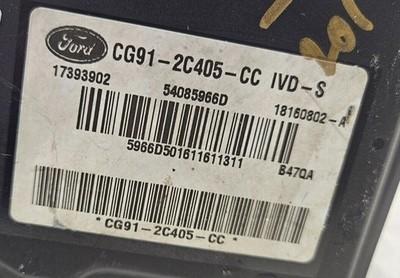 Ford
CG91-2C405-CC IVD-S
17393902
54085966D
18160802-A
5966D501611611311
B47QA
*CG91-2C405-CC*